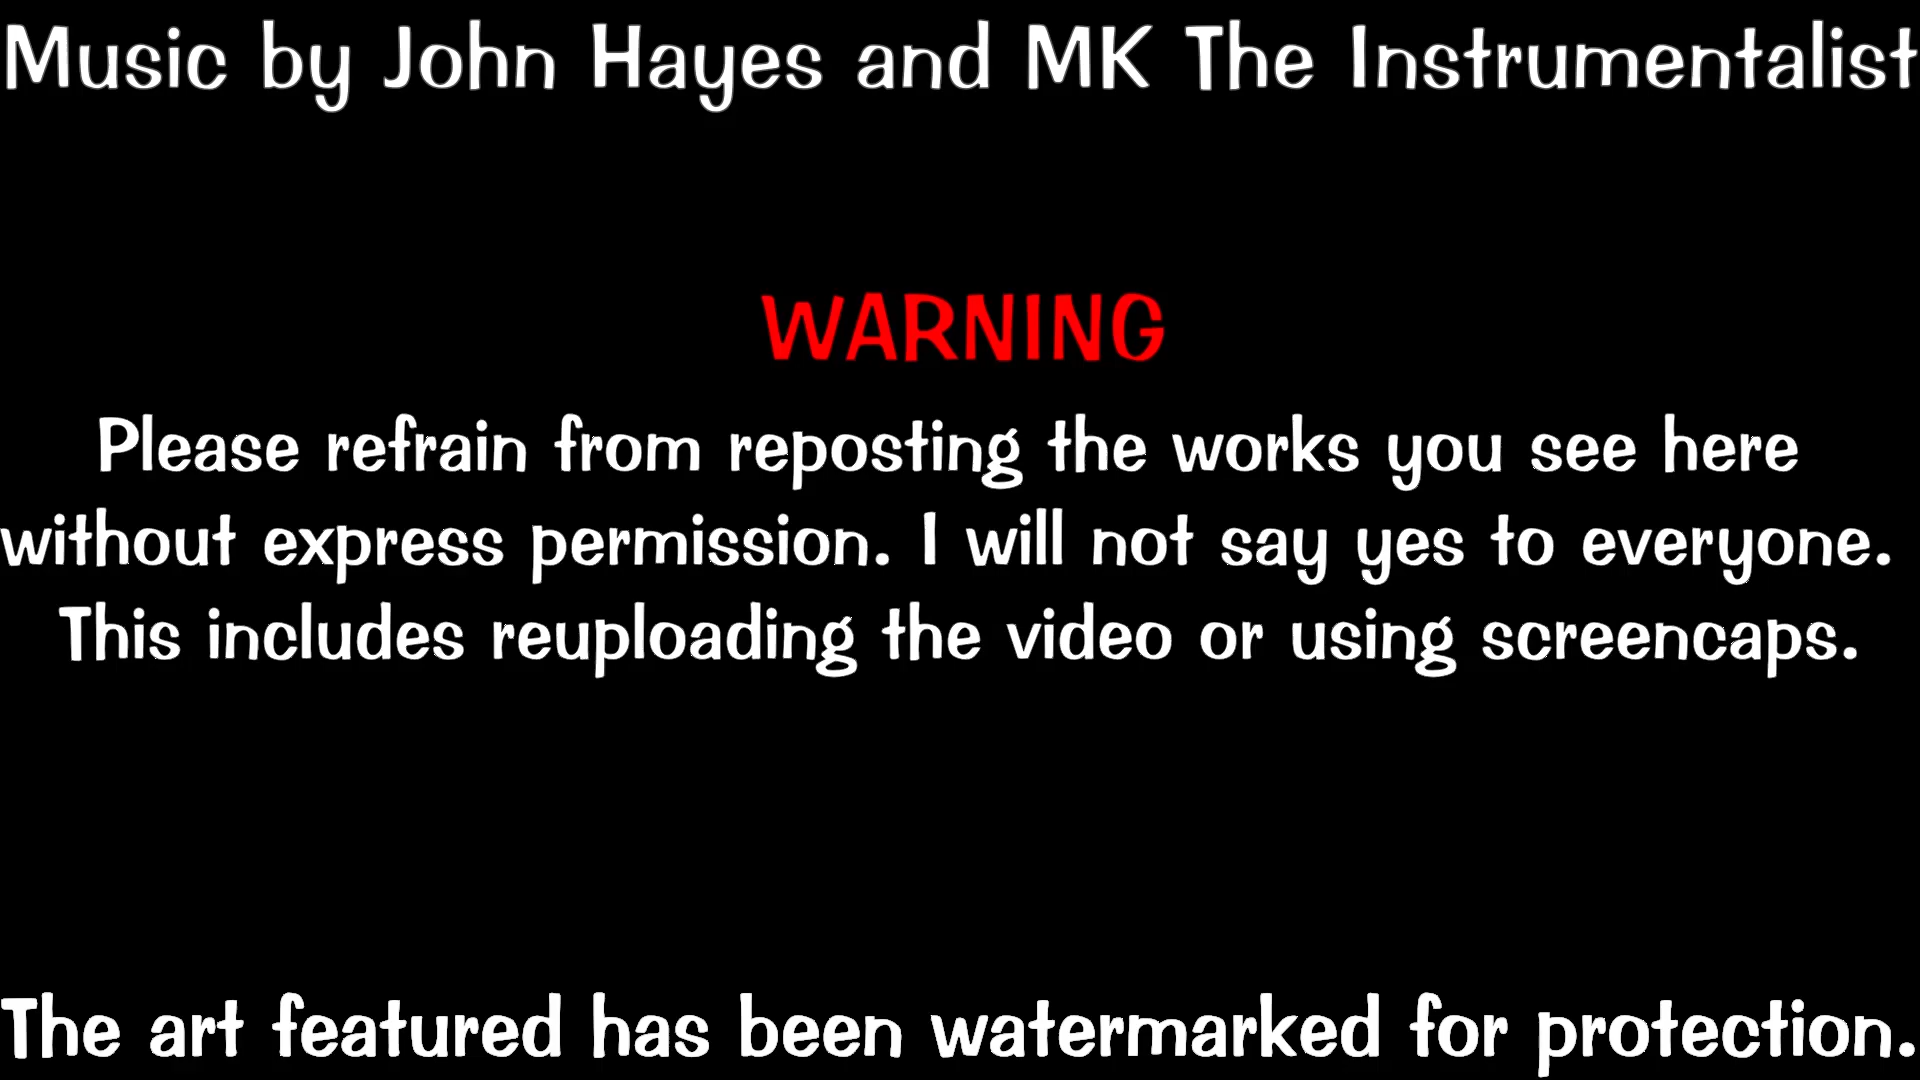 Music by John Hayes and MK The Instrumentalist
WARNING
Please refrain from reposting the works you see here
without express permission. I will not say yes to everyone.
This includes reuploading the video or using screencaps.
The art featured has been watermarked for protection.